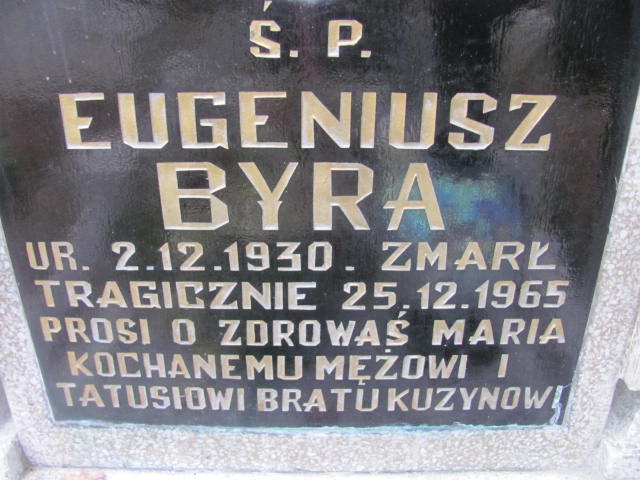 Ś. P.
EUGENIUSZ
BYRA
UR. 2.12.1930. ZMARŁ
TRAGICZNIE 25.12.1965
PROSI O ZDROWAŚ MARIA
KOCHANEMU MĘŻOWI I
TATUSIOWI BRATU KUZYNOWI